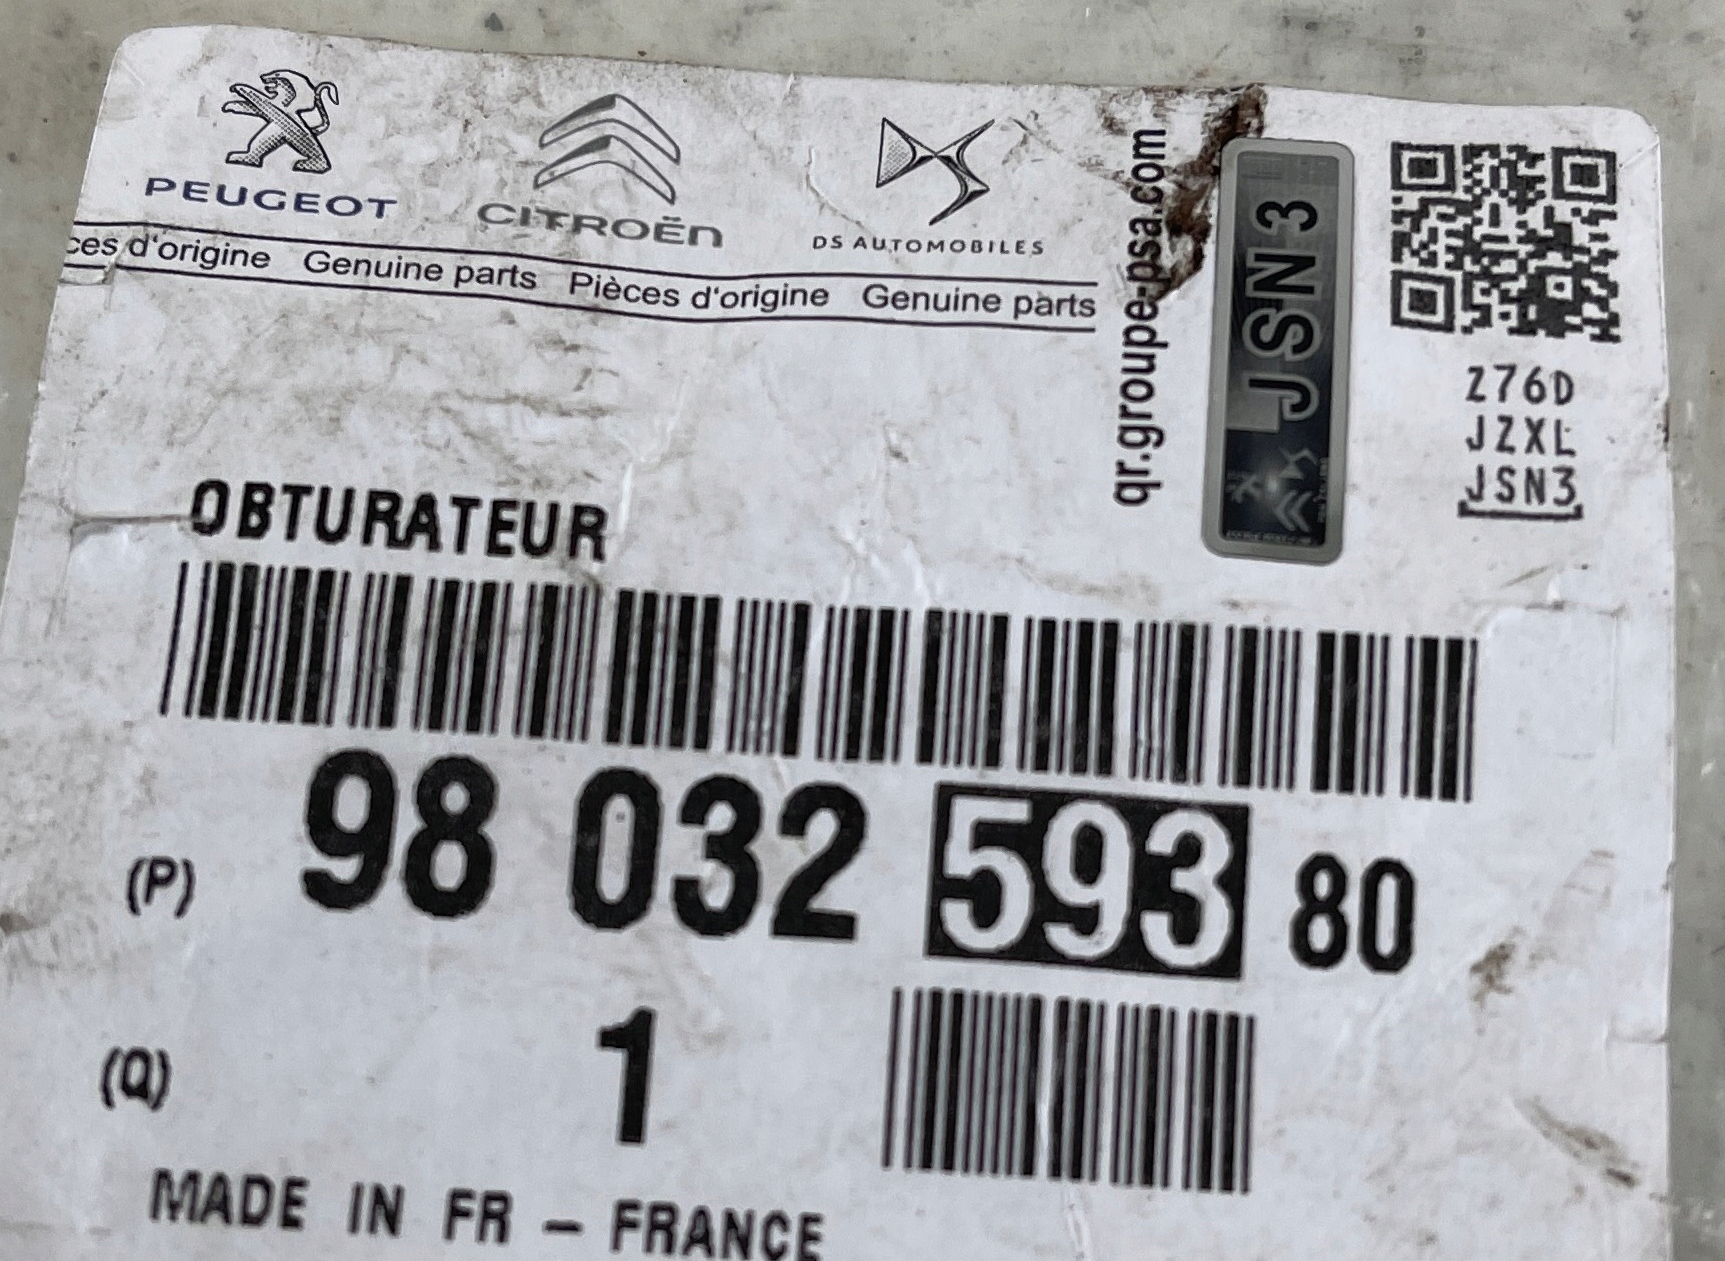 PEUGEOT
CITROËN
DS AUTOMOBILES
ces d'origine Genuine parts Pièces d'origine Genuine parts
qr.groupe-psa.com
JSN3
Z76D
JZXL
JSN3
OBTURATEUR
(P) 98 032 593 80
(Q) 1
MADE IN FR - FRANCE